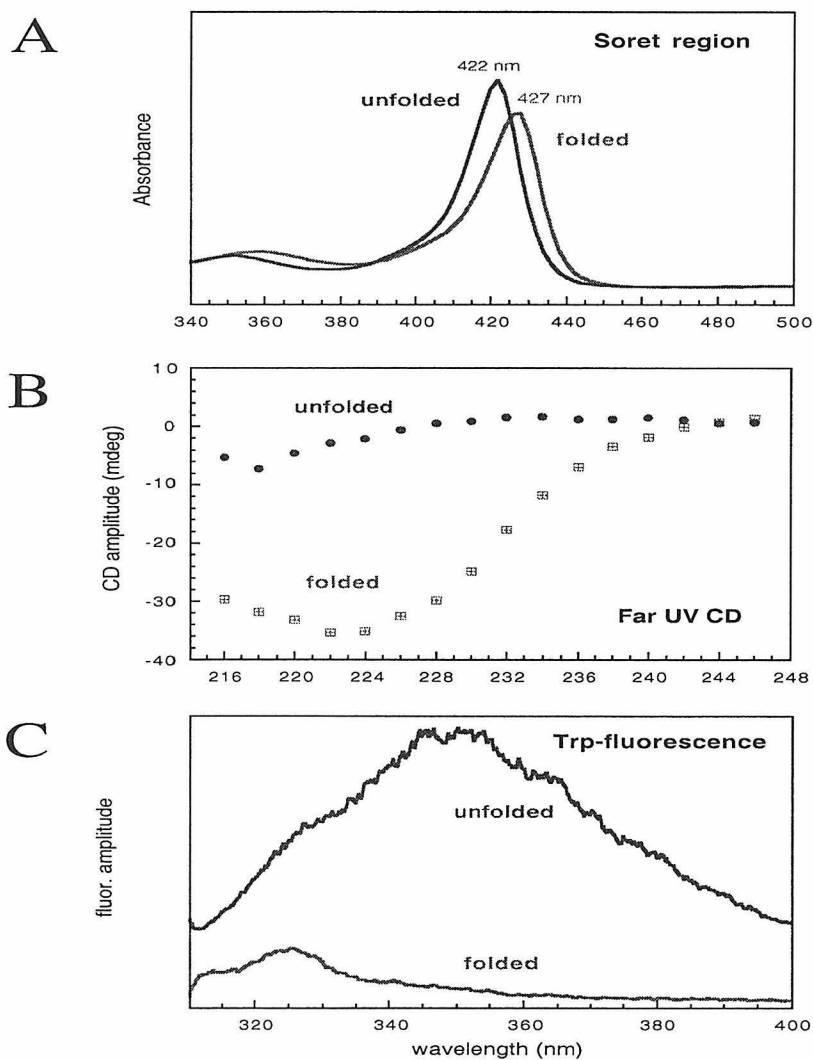 A
Soret region
422 nm
427 nm
unfolded
folded
Absorbance
340 360 380 400 420 440 460 480 500
B
10
0
-10
-20
-30
-40
unfolded
folded
Far UV CD
CD amplitude (mdeg)
216 220 224 228 232 236 240 244 248
C
Trp-fluorescence
unfolded
folded
fluor. amplitude
320 340 360 380 400
wavelength (nm)